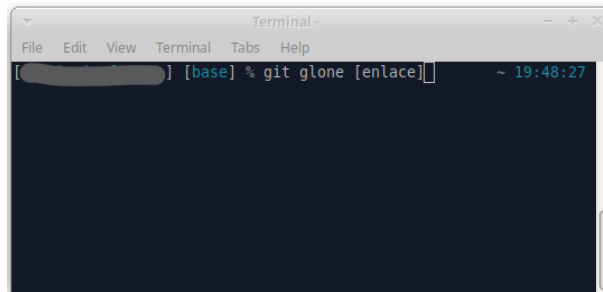 Terminal -
File Edit View Terminal Tabs Help
[ ] [base] % git glone [enlace] ~ 19:48:27